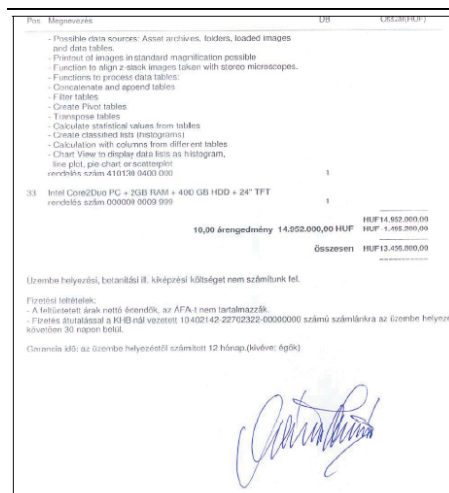 Pos Megnevezés DB Összár(HUF)
- Possible data sources: Asset archives, folders, loaded images
and data tables.
- Printout of images in standard magnification possible
- Function to align z-stack images taken with stereo microscopes.
- Functions to process data tables:
- Concatenate and append tables
- Filter tables
- Create Pivot tables
- Transpose tables
- Calculate statistical values from tables
- Create classified lists (histograms)
- Calculation with columns from different tables
- Chart View to display data lists as histogram,
line plot, pie chart or scatterplot
rendelés szám 410138 0400 000 1
33 Intel Core2Duo PC + 2GB RAM + 400 GB HDD + 24" TFT
rendelés szám 000009 0009 999 1
HUF14.952.000,00
10,00 árengedmény 14.952.000,00 HUF HUF -1.495.200,00
összesen HUF13.456.800,00
Üzembe helyezési, betanítási ill. kiképzési költséget nem számítunk fel.
Fizetési feltételek:
- A feltüntetett árak nettó értendők, az ÁFA-t nem tartalmazzák.
- Fizetés átutalással a KHB-nál vezetett 10402142-22702322-00000000 számú számlánkra az üzembe helyezé
követően 30 napon belül.
Garancia idő: az üzembe helyezéstől számított 12 hónap.(kivéve: égők)